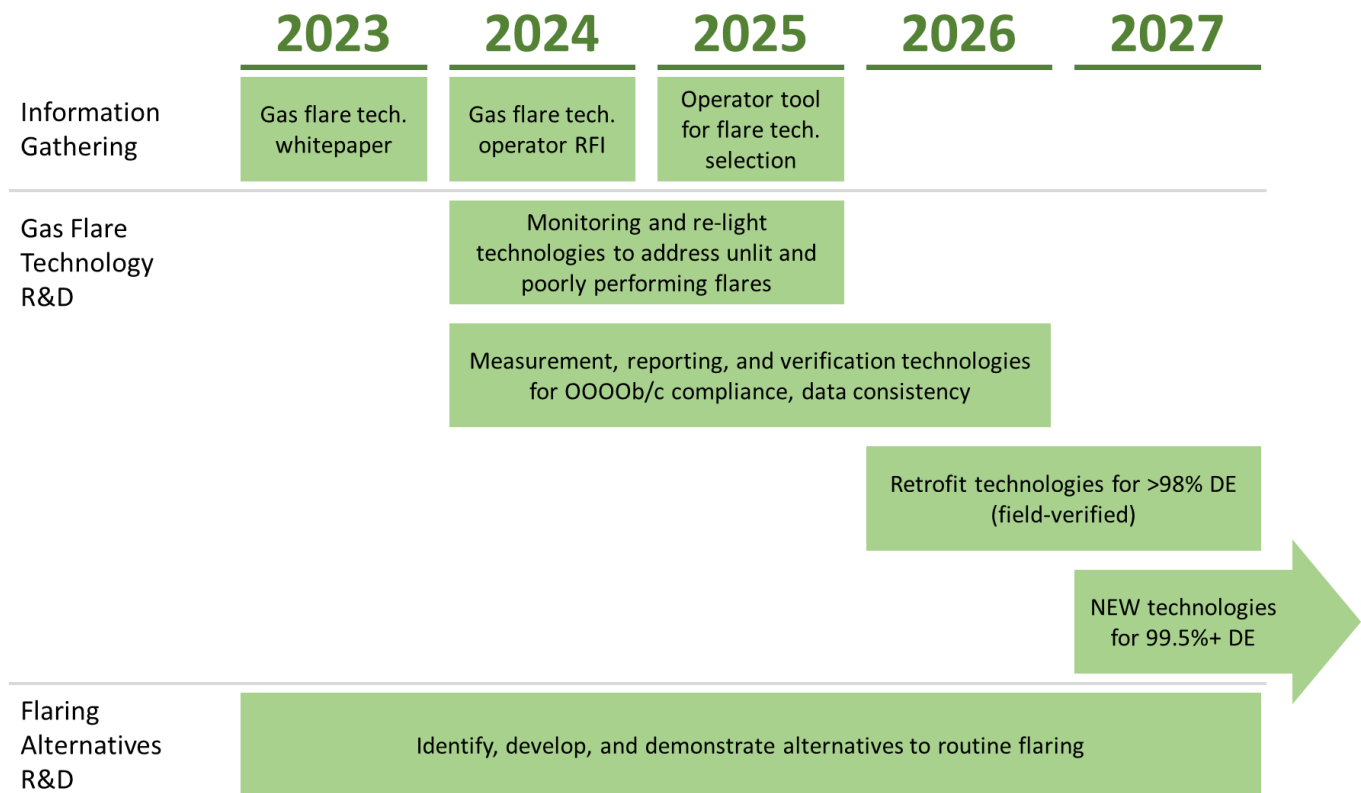 2023
2024
2025
2026
2027
Information
Gathering
Gas flare tech.
whitepaper
Gas flare tech.
operator RFI
Operator tool
for flare tech.
selection
Gas Flare
Technology
R&D
Monitoring and re-light
technologies to address unlit and
poorly performing flares
Measurement, reporting, and verification technologies
for OOOOb/c compliance, data consistency
Retrofit technologies for >98% DE
(field-verified)
NEW technologies
for 99.5%+ DE
Flaring
Alternatives
R&D
Identify, develop, and demonstrate alternatives to routine flaring